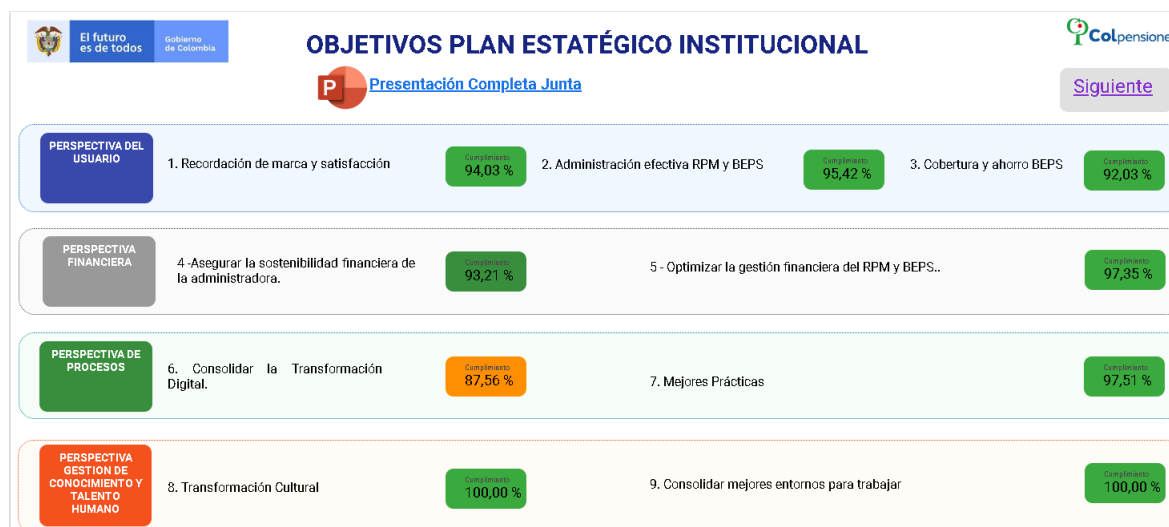 El futuro
es de todos
Gobierno
de Colombia
OBJETIVOS PLAN ESTATÉGICO INSTITUCIONAL
Colpensione
P
Presentación Completa Junta
Siguiente
PERSPECTIVA DEL
USUARIO
1. Recordación de marca y satisfacción
Cumplimiento
94,03 %
2. Administración efectiva RPM y BEPS
Cumplimiento
95,42 %
3. Cobertura y ahorro BEPS
Cumplimiento
92,03 %
PERSPECTIVA
FINANCIERA
4 -Asegurar la sostenibilidad financiera de
la administradora.
Cumplimiento
93,21 %
5 - Optimizar la gestión financiera del RPM y BEPS..
Cumplimiento
97,35 %
PERSPECTIVA DE
PROCESOS
6. Consolidar la Transformación
Digital.
Cumplimiento
87,56 %
7. Mejores Prácticas
Cumplimiento
97,51 %
PERSPECTIVA
GESTION DE
CONOCIMIENTO Y
TALENTO
HUMANO
8. Transformación Cultural
Cumplimiento
100,00 %
9. Consolidar mejores entornos para trabajar
Cumplimiento
100,00 %